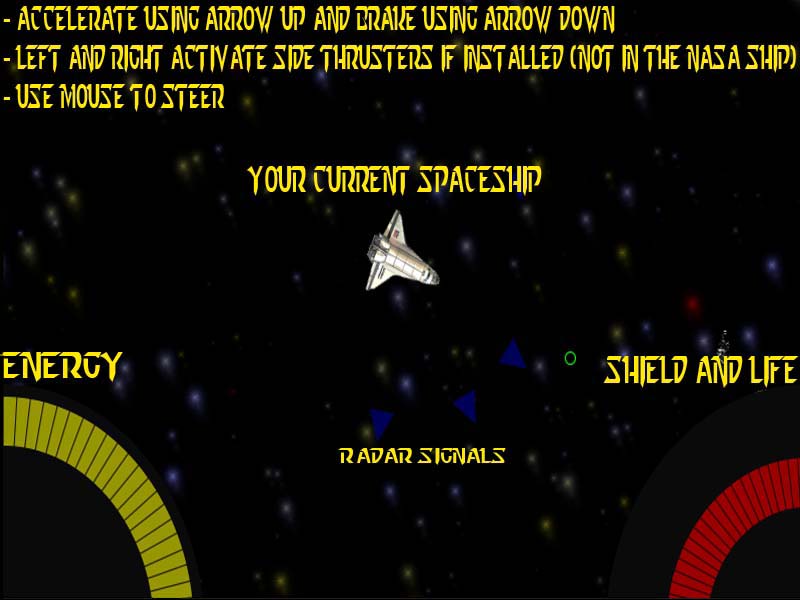 - ACCELERATE USING ARROW UP AND BRAKE USING ARROW DOWN
- LEFT AND RIGHT ACTIVATE SIDE THRUSTERS IF INSTALLED (NOT IN THE NASA SHIP)
- USE MOUSE TO STEER
YOUR CURRENT SPACESHIP
ENERGY
SHIELD AND LIFE
RADAR SIGNALS